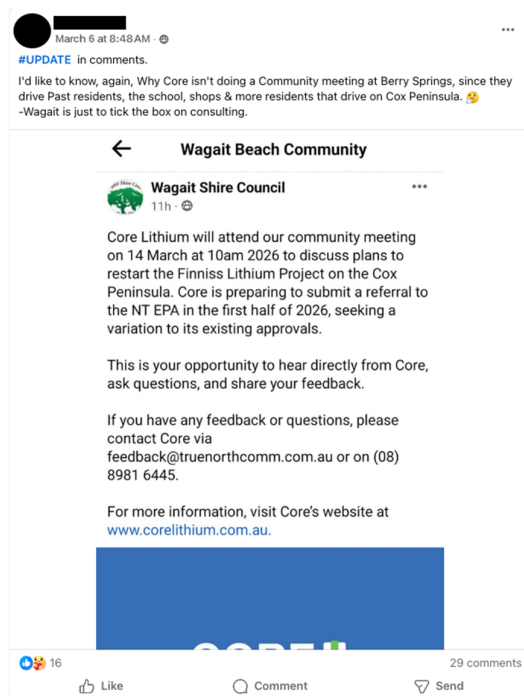 March 6 at 8:48 AM ·
#UPDATE in comments.
I'd like to know, again, Why Core isn't doing a Community meeting at Berry Springs, since they
drive Past residents, the school, shops & more residents that drive on Cox Peninsula. 🤔
-Wagait is just to tick the box on consulting.
Wagait Beach Community
Wagait Shire Council
11h ·
Core Lithium will attend our community meeting
on 14 March at 10am 2026 to discuss plans to
restart the Finniss Lithium Project on the Cox
Peninsula. Core is preparing to submit a referral to
the NT EPA in the first half of 2026, seeking a
variation to its existing approvals.
This is your opportunity to hear directly from Core,
ask questions, and share your feedback.
If you have any feedback or questions, please
contact Core via
feedback@truenorthcomm.com.au or on (08)
8981 6445.
For more information, visit Core's website at
www.corelithium.com.au.
16
29 comments
Like
Comment
Send